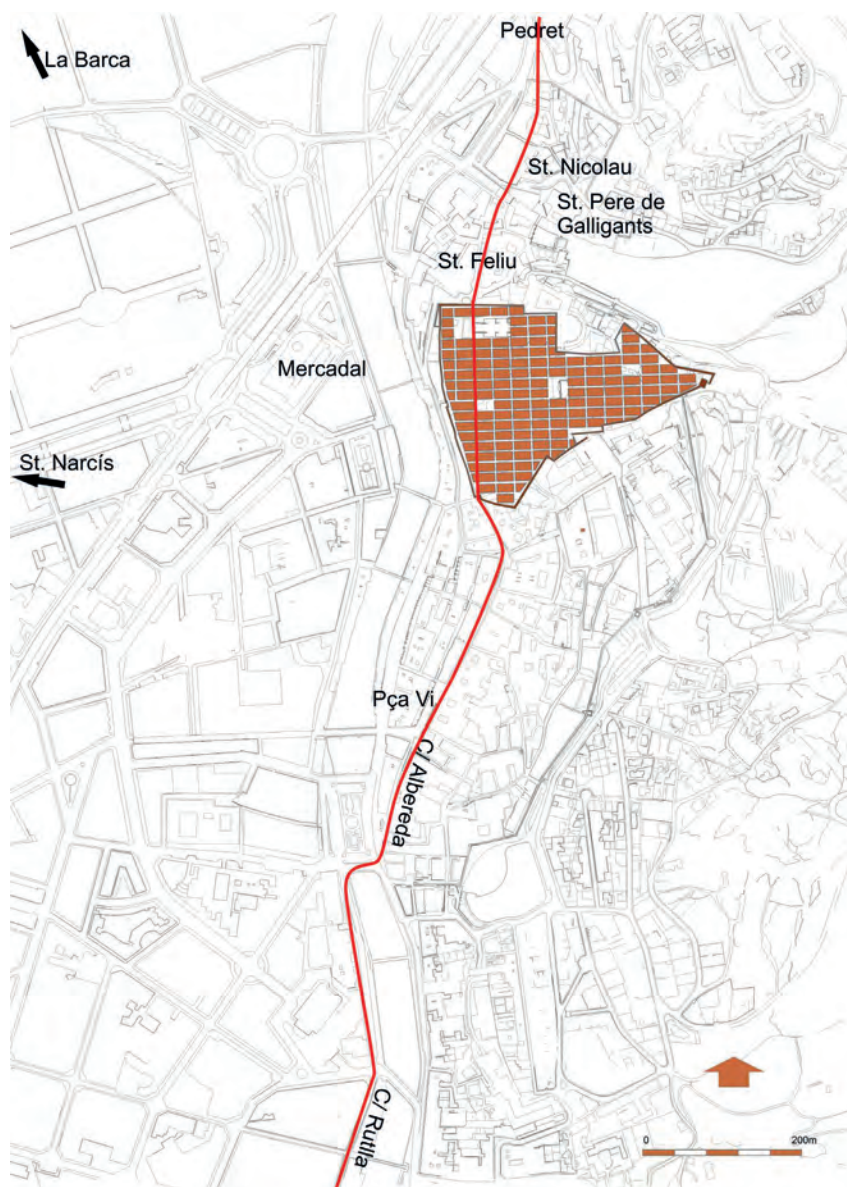 Pedret
La Barca
St. Nicolau
St. Pere de
Galligants
St. Feliu
Mercadal
St. Narcís
Pça Vi
C/ Albereda
C/ Rutlla
0
200m